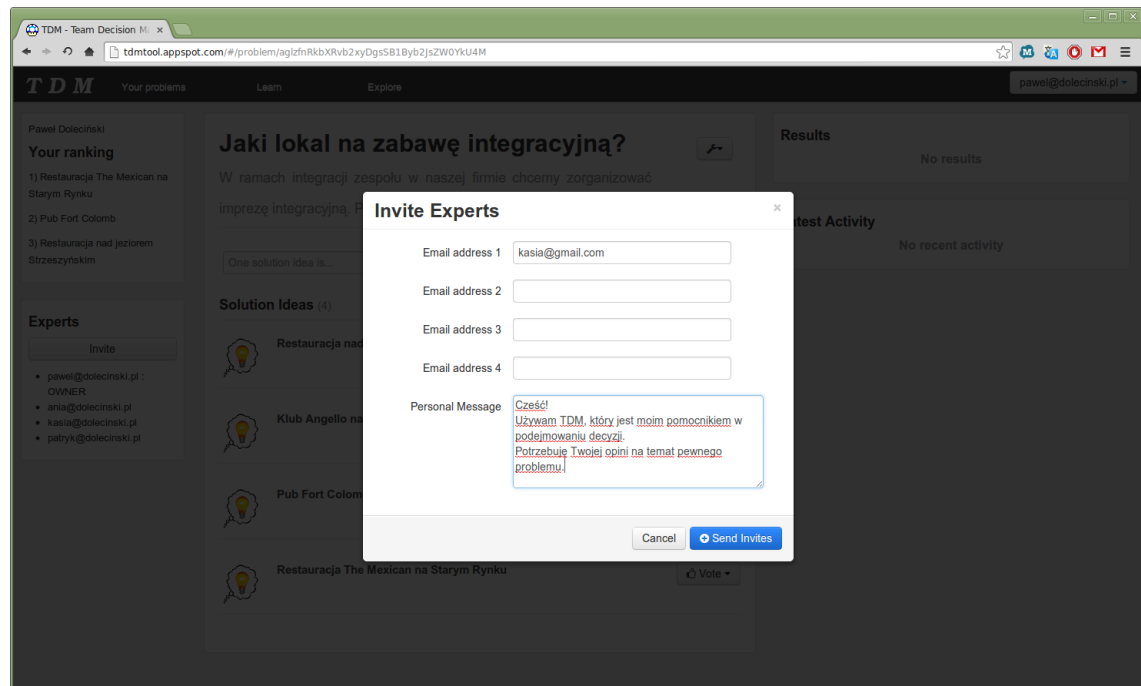 TDM - Team Decision M
tdmtool.appspot.com/#/problem/
TDM Your problems Learn Explore pawel@dolecinski.pl
Paweł Doleciński
Your ranking
1) Restauracja The Mexican na
Starym Rynku
2) Pub Fort Colomb
3) Restauracja nad jeziorem
Strzeszyńskim
Experts
Invite
pawel@dolecinski.pl :
OWNER
ania@dolecinski.pl
kasia@dolecinski.pl
patryk@dolecinski.pl
Jaki lokal na zabawę integracyjną?
W ramach integracji zespołu w naszej firmie chcemy zorganizować
imprezę integracyjną. P
One solution idea is...
Solution Ideas (4)
Restauracja nad
Klub Angello na
Pub Fort Colom
Restauracja The Mexican na Starym Rynku
Vote
Invite Experts ×
Email address 1 kasia@gmail.com
Email address 2
Email address 3
Email address 4
Personal Message Cześć!
Używam TDM, który jest moim pomocnikiem w
podejmowaniu decyzji.
Potrzebuję Twojej opini na temat pewnego
problemu.
Cancel Send Invites
Results
No results
test Activity
No recent activity